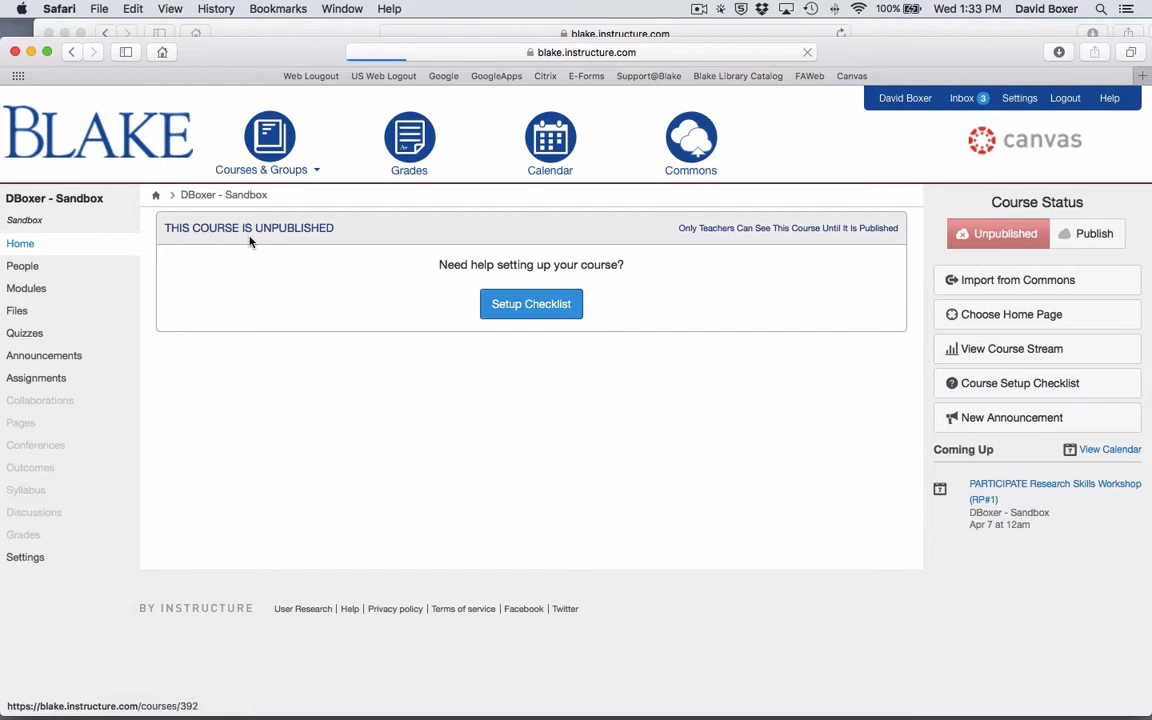 Safari File Edit View History Bookmarks Window Help 100% Wed 1:33 PM David Boxer
blake.instructure.com
blake.instructure.com
Web Lougout US Web Logout Google GoogleApps Citrix E-Forms Support@Blake Blake Library Catalog FAWeb Canvas
David Boxer Inbox 3 Settings Logout Help
BLAKE
Courses & Groups
A+
Grades
Calendar
Commons
canvas
DBoxer - Sandbox
Sandbox
Home
People
Modules
Files
Quizzes
Announcements
Assignments
Collaborations
Pages
Conferences
Outcomes
Syllabus
Discussions
Grades
Settings
> DBoxer - Sandbox
THIS COURSE IS UNPUBLISHED
Only Teachers Can See This Course Until It Is Published
Need help setting up your course?
Setup Checklist
Course Status
Unpublished Publish
Import from Commons
Choose Home Page
View Course Stream
? Course Setup Checklist
New Announcement
Coming Up 7 View Calendar
7 PARTICIPATE Research Skills Workshop
(RP#1)
DBoxer - Sandbox
Apr 7 at 12am
BY INSTRUCTURE User Research | Help | Privacy policy | Terms of service | Facebook | Twitter
https://blake.instructure.com/courses/392